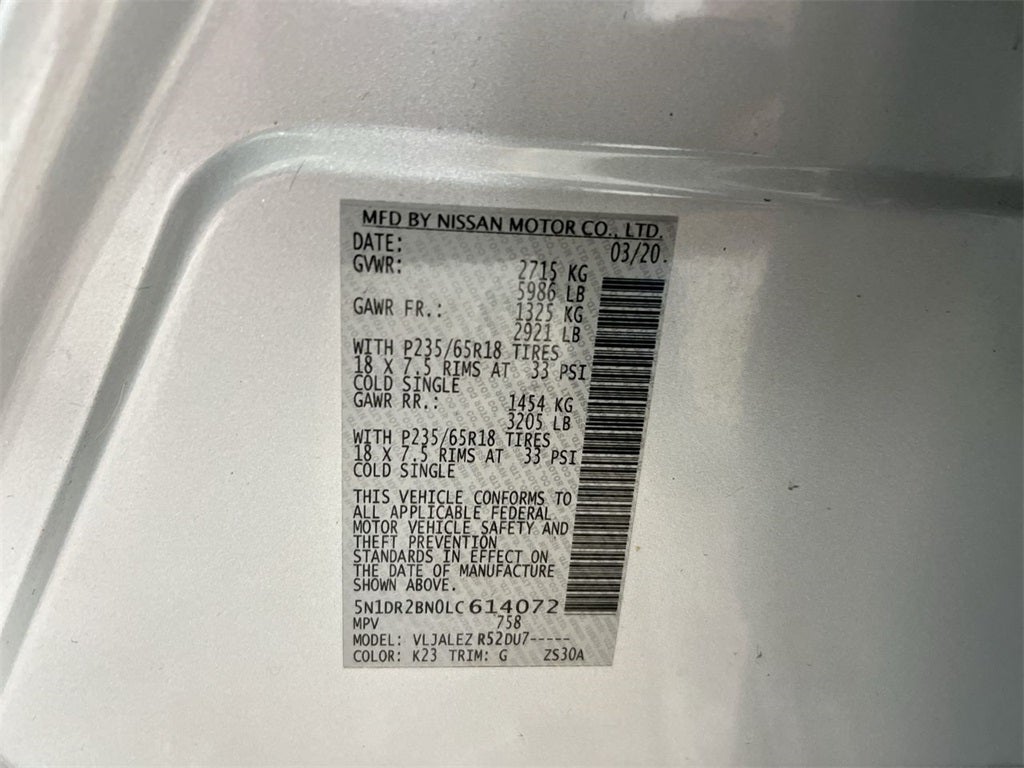 MFD BY NISSAN MOTOR CO., LTD.
DATE: 03/20.
GVWR: 2715 KG
5986 LB
GAWR FR.: 1325 KG
2921 LB
WITH P235/65R18 TIRES
18 X 7.5 RIMS AT 33 PSI
COLD SINGLE
GAWR RR.: 1454 KG
3205 LB
WITH P235/65R18 TIRES
18 X 7.5 RIMS AT 33 PSI
COLD SINGLE
THIS VEHICLE CONFORMS TO
ALL APPLICABLE FEDERAL
MOTOR VEHICLE SAFETY AND
THEFT PREVENTION
STANDARDS IN EFFECT ON
THE DATE OF MANUFACTURE
SHOWN ABOVE.
5N1DR2BN0LC614072
MPV 758
MODEL: VLJALEZ R52DU7-----
COLOR: K23 TRIM: G ZS30A